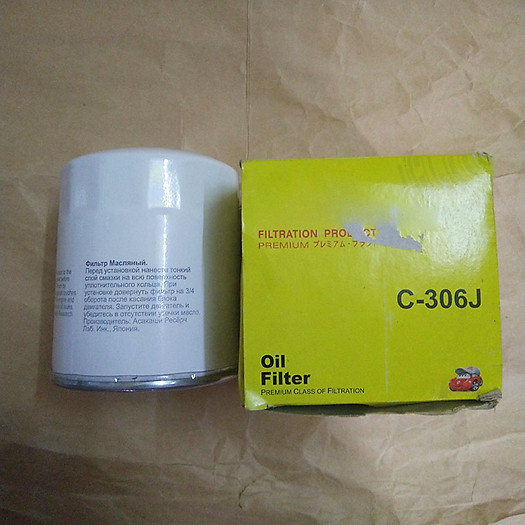 Фильтр Масляный.
Перед установкой нанести тонкий
слой смазки на всю поверхность
уплотнительного кольца. При
установке довернуть фильтр на 3/4
оборота после касания блока
двигателя. Запустите двигатель и
убедитесь в отсутствии утечки масла
Производитель: Асакаши Ресёрч
Лаб. Инк., Япония.
FILTRATION PRODUCT
PREMIUM プレミアム・
C-306J
Oil
Filter
PREMIUM CLASS OF FILTRATION